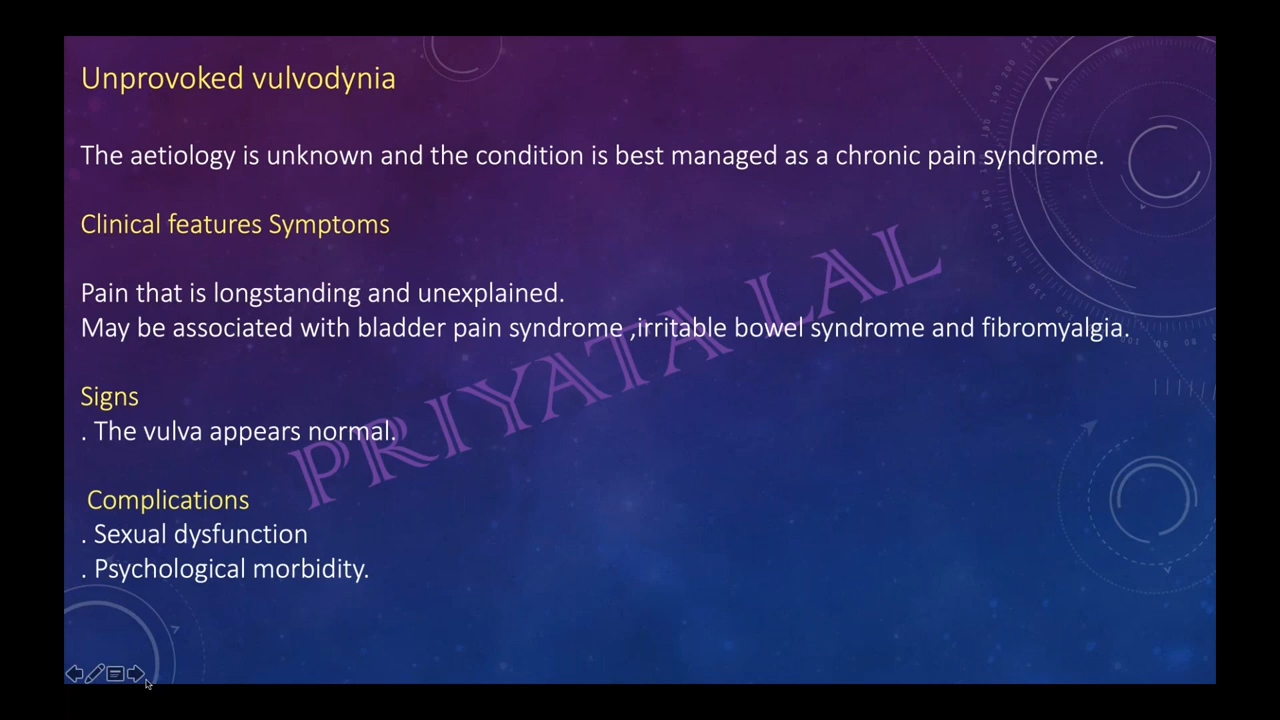 Unprovoked vulvodynia
The aetiology is unknown and the condition is best managed as a chronic pain syndrome.
Clinical features Symptoms
Pain that is longstanding and unexplained.
May be associated with bladder pain syndrome ,irritable bowel syndrome and fibromyalgia.
Signs
. The vulva appears normal.
Complications
. Sexual dysfunction
. Psychological morbidity.
PRIYATA LAL